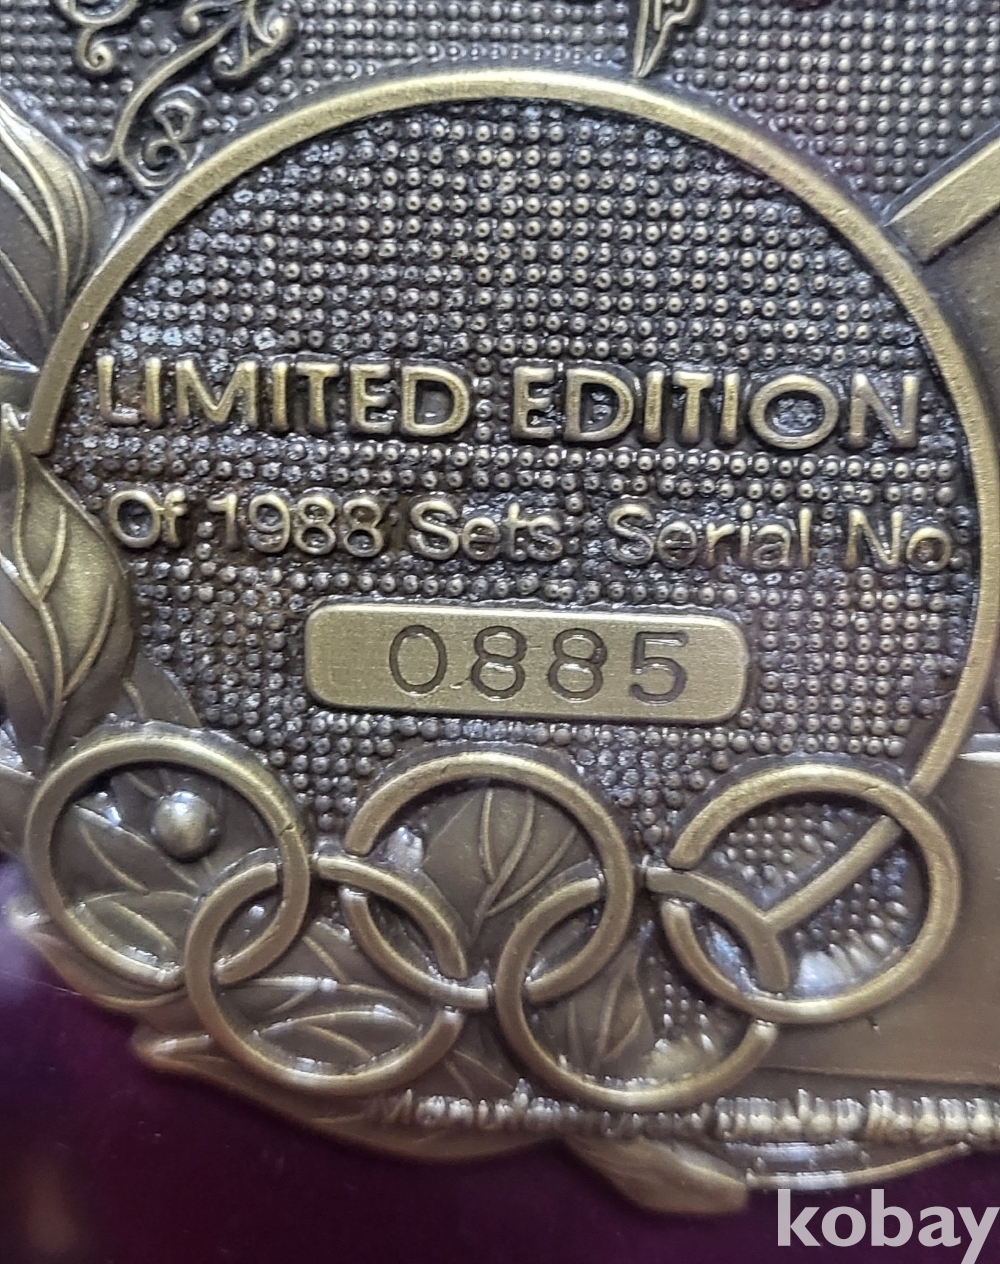 LIMITED EDITION
Of 1988 Sets Serial No.
0885
kobay